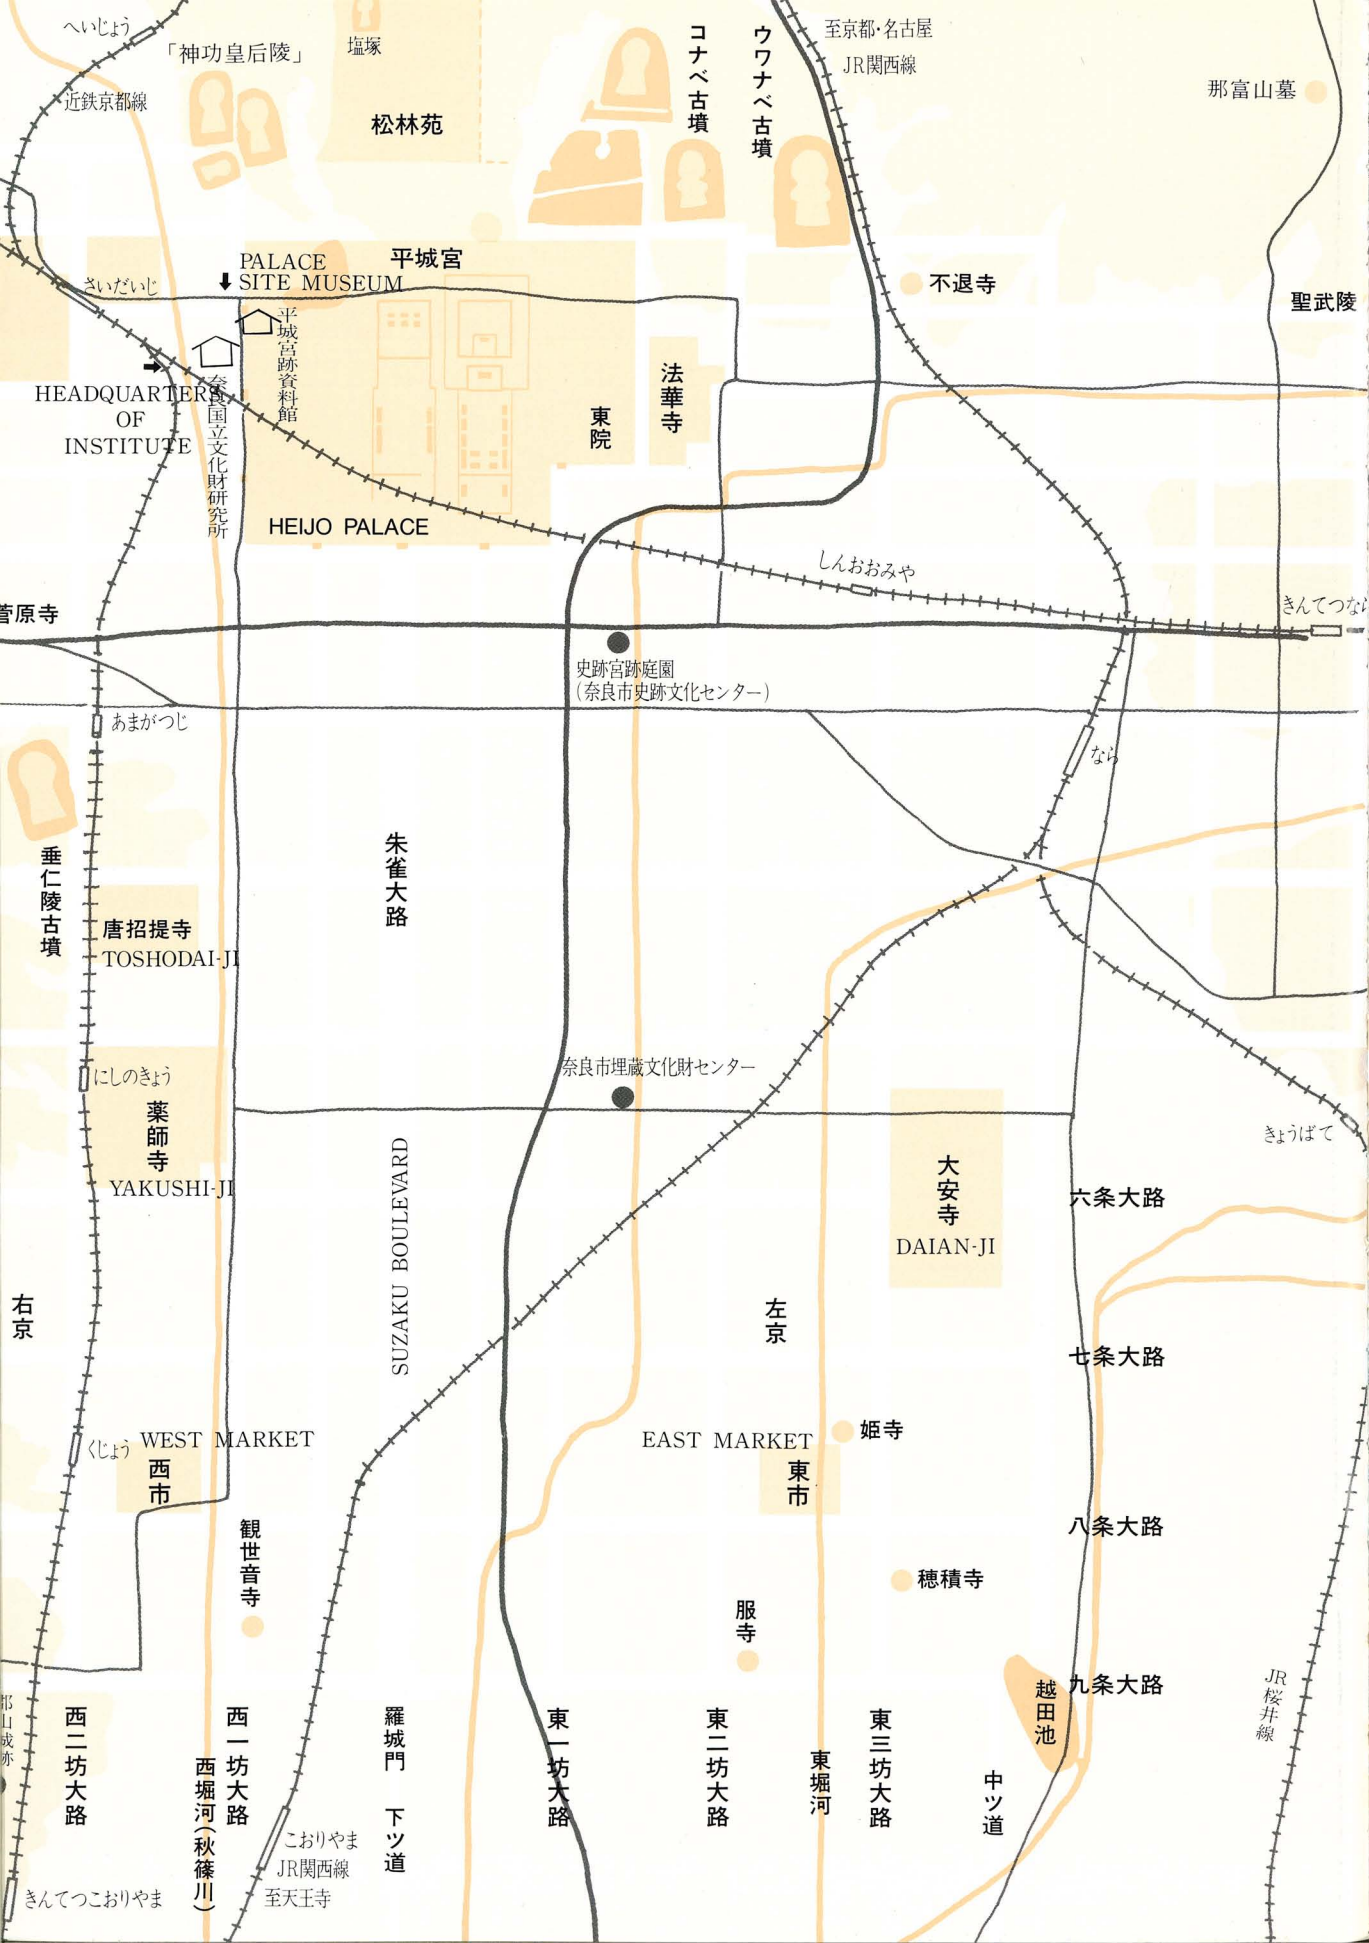 へいじょう
「神功皇后陵」
塩塚
コナベ古墳
ウワナベ古墳
至京都・名古屋
JR関西線
那富山墓
近鉄京都線
松林苑
PALACE
SITE MUSEUM
平城宮
さいだいじ
不退寺
聖武陵
平城宮跡資料館
HEADQUARTERS
OF
INSTITUTE
奈良国立文化財研究所
法華寺
東院
HEIJO PALACE
しんおおみや
きんてつなら
菅原寺
史跡宮跡庭園
(奈良市史跡文化センター)
あまがつじ
なら
朱雀大路
垂仁陵古墳
唐招提寺
TOSHODAI-JI
奈良市埋蔵文化財センター
にしのきょう
薬師寺
YAKUSHI-JI
きょうばて
SUZAKU BOULEVARD
大安寺
DAIAN-JI
六条大路
右京
左京
七条大路
WEST MARKET
くじょう
西市
EAST MARKET
姫寺
東市
観世音寺
八条大路
穂積寺
服寺
越田池
九条大路
JR桜井線
郡山城跡
西二坊大路
西一坊大路
西堀河(秋篠川)
羅城門
下ツ道
東一坊大路
東二坊大路
東堀河
東三坊大路
中ツ道
こおりやま
JR関西線
至天王寺
きんてつこおりやま